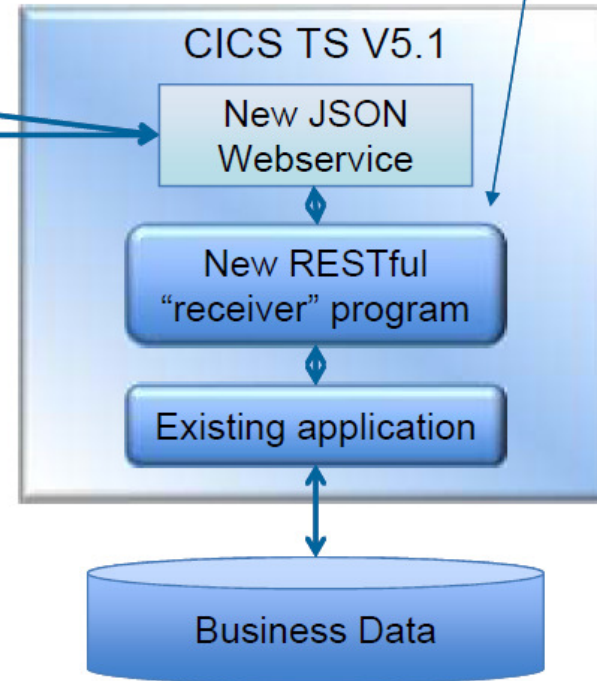 CICS TS V5.1
New JSON
Webservice
New RESTful
“receiver” program
Existing application
Business Data